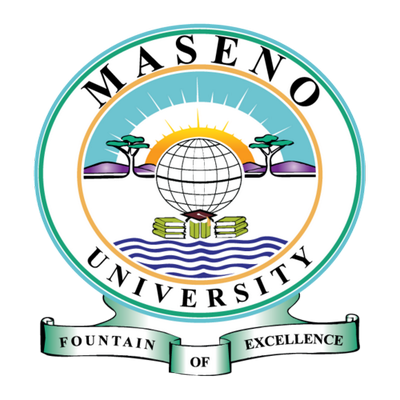 MASENO
UNIVERSITY
FOUNTAIN OF EXCELLENCE